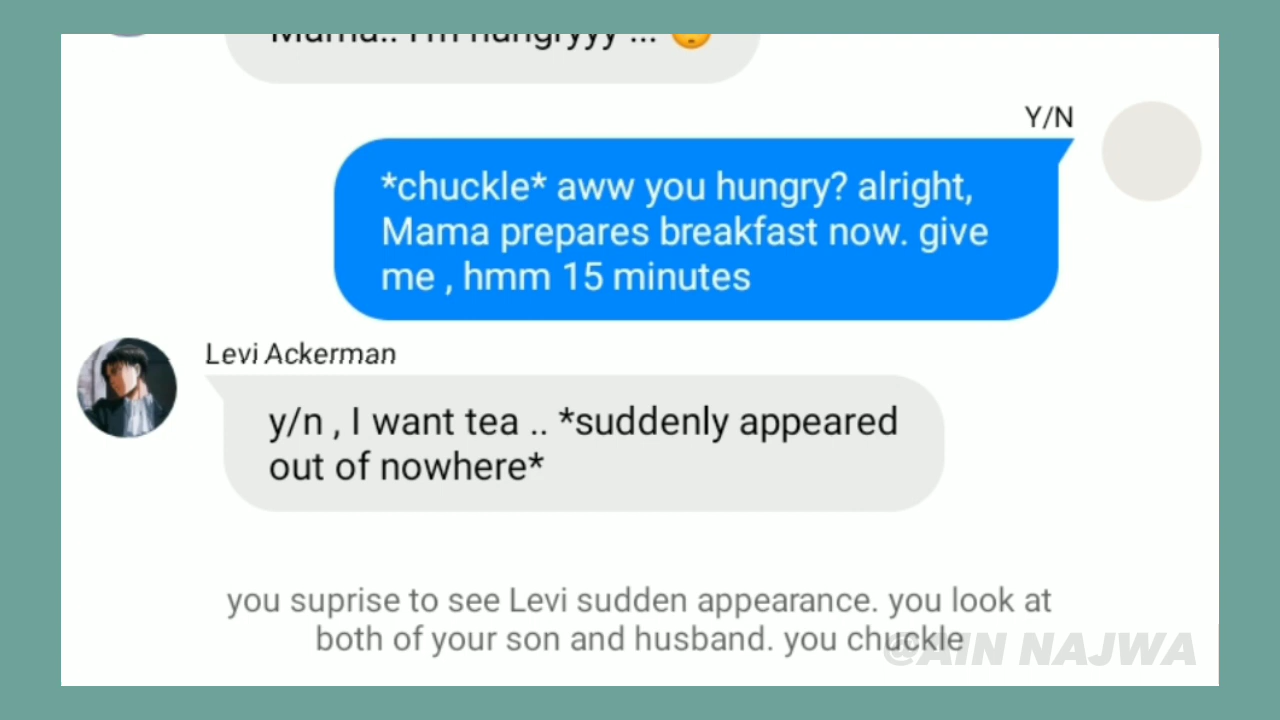 Mama.. I'm hungryyy ... 
Y/N
*chuckle* aww you hungry? alright,
Mama prepares breakfast now. give
me , hmm 15 minutes
Levi Ackerman
y/n , I want tea .. *suddenly appeared
out of nowhere*
you suprise to see Levi sudden appearance. you look at
both of your son and husband. you chuckle
@AIN NAJWA